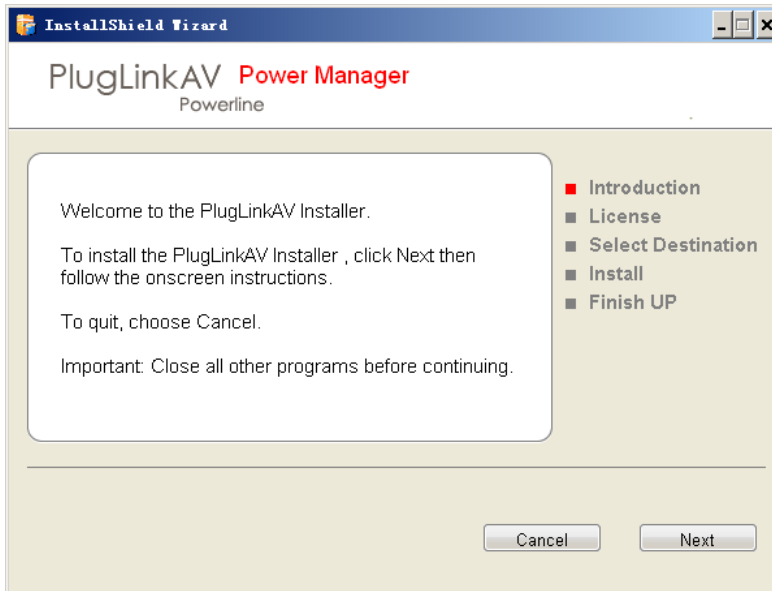 InstallShield Wizard
PlugLinkAV Power Manager
Powerline
Welcome to the PlugLinkAV Installer.
To install the PlugLinkAV Installer , click Next then
follow the onscreen instructions.
To quit, choose Cancel.
Important: Close all other programs before continuing.
Introduction
License
Select Destination
Install
Finish UP
Cancel
Next